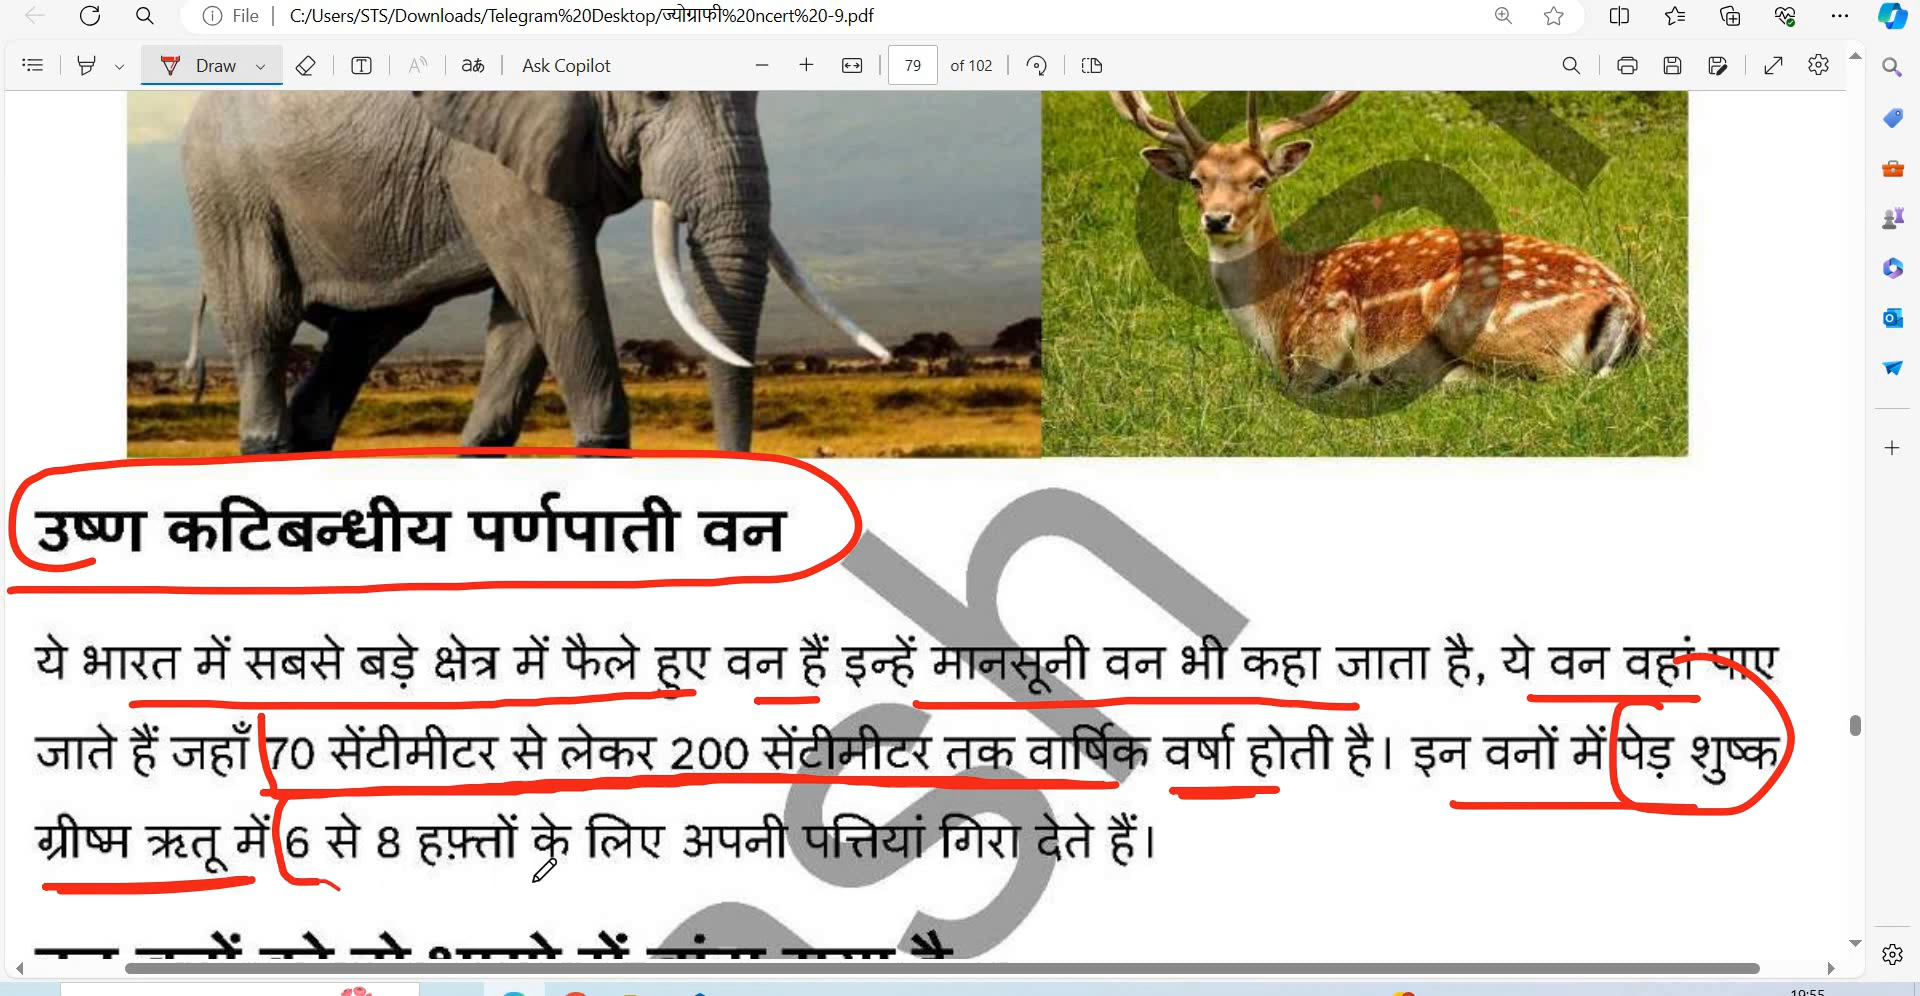 File
C:/Users/STS/Downloads/Telegram%20Desktop/ज्योग्राफी%20ncert%20-9.pdf
Draw
Ask Copilot
79 of 102
उष्ण कटिबन्धीय पर्णपाती वन
ये भारत में सबसे बड़े क्षेत्र में फैले हुए वन हैं इन्हें मानसूनी वन भी कहा जाता है, ये वन वहां पाए
जाते हैं जहाँ 70 सेंटीमीटर से लेकर 200 सेंटीमीटर तक वार्षिक वर्षा होती है। इन वनों में पेड़ शुष्क
ग्रीष्म ऋतू में 6 से 8 हफ़्तों के लिए अपनी पत्तियां गिरा देते हैं।
19:55